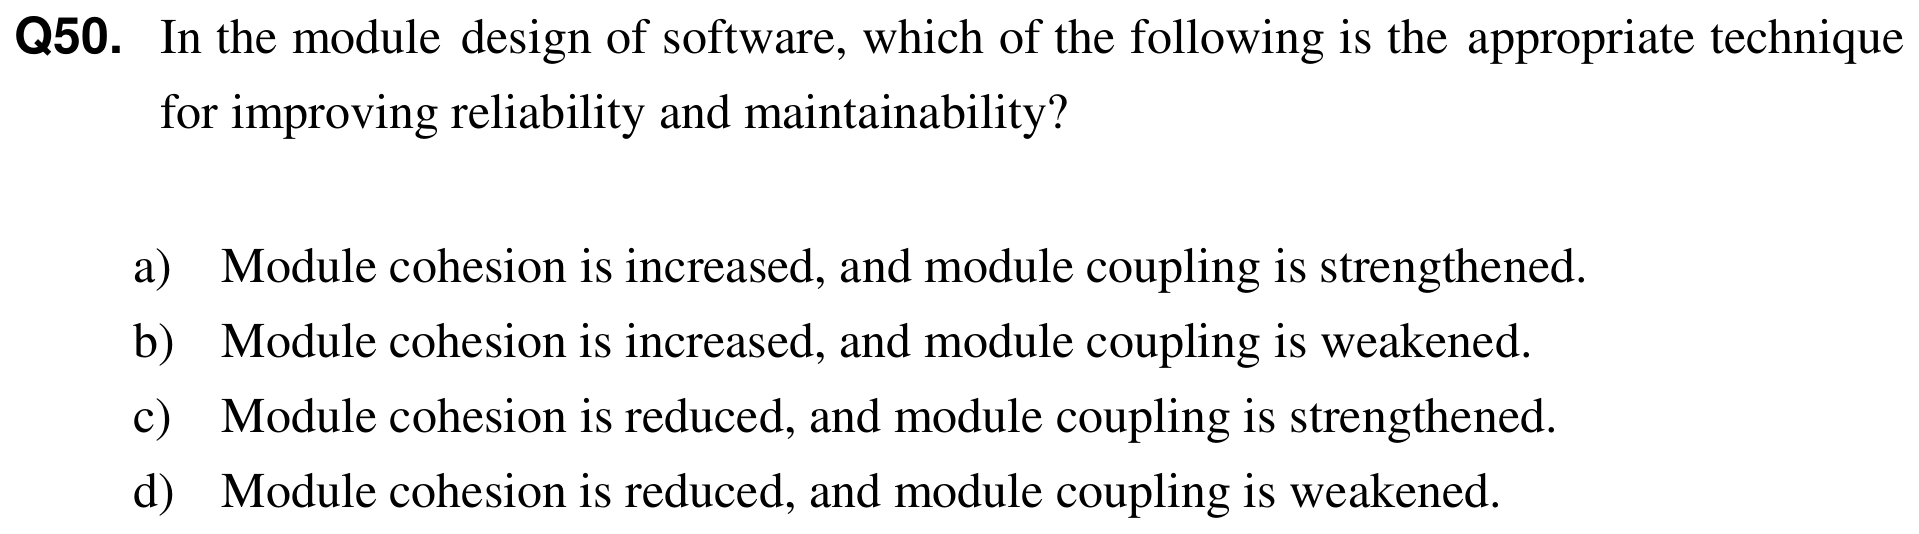 Q50. In the module design of software, which of the following is the appropriate technique
for improving reliability and maintainability?
a) Module cohesion is increased, and module coupling is strengthened.
b) Module cohesion is increased, and module coupling is weakened.
c) Module cohesion is reduced, and module coupling is strengthened.
d) Module cohesion is reduced, and module coupling is weakened.